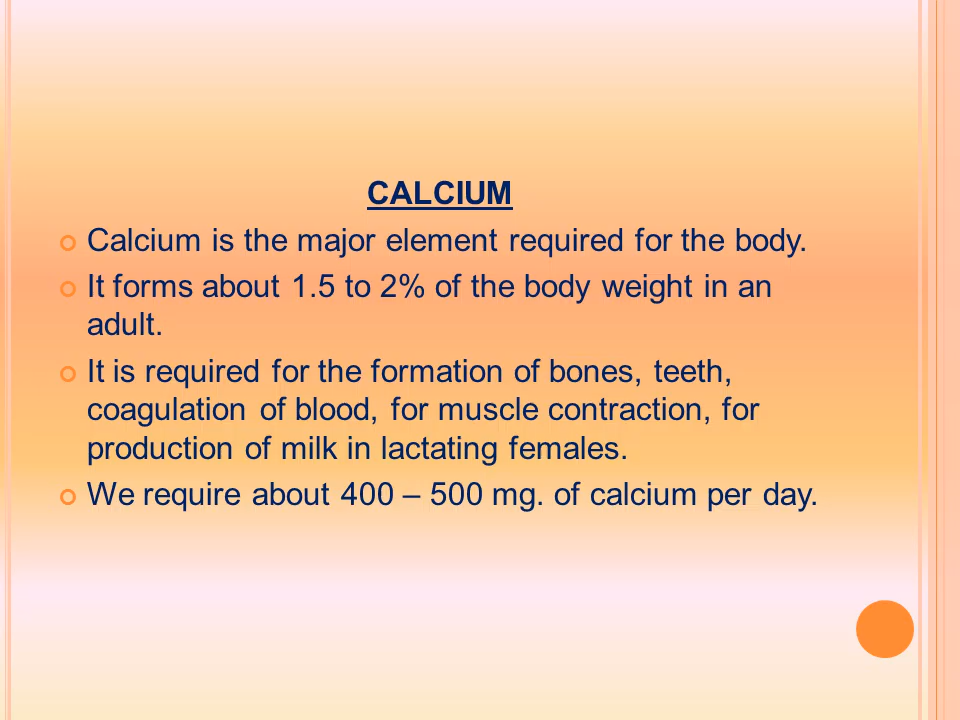 CALCIUM
Calcium is the major element required for the body.
It forms about 1.5 to 2% of the body weight in an
adult.
It is required for the formation of bones, teeth,
coagulation of blood, for muscle contraction, for
production of milk in lactating females.
We require about 400 – 500 mg. of calcium per day.